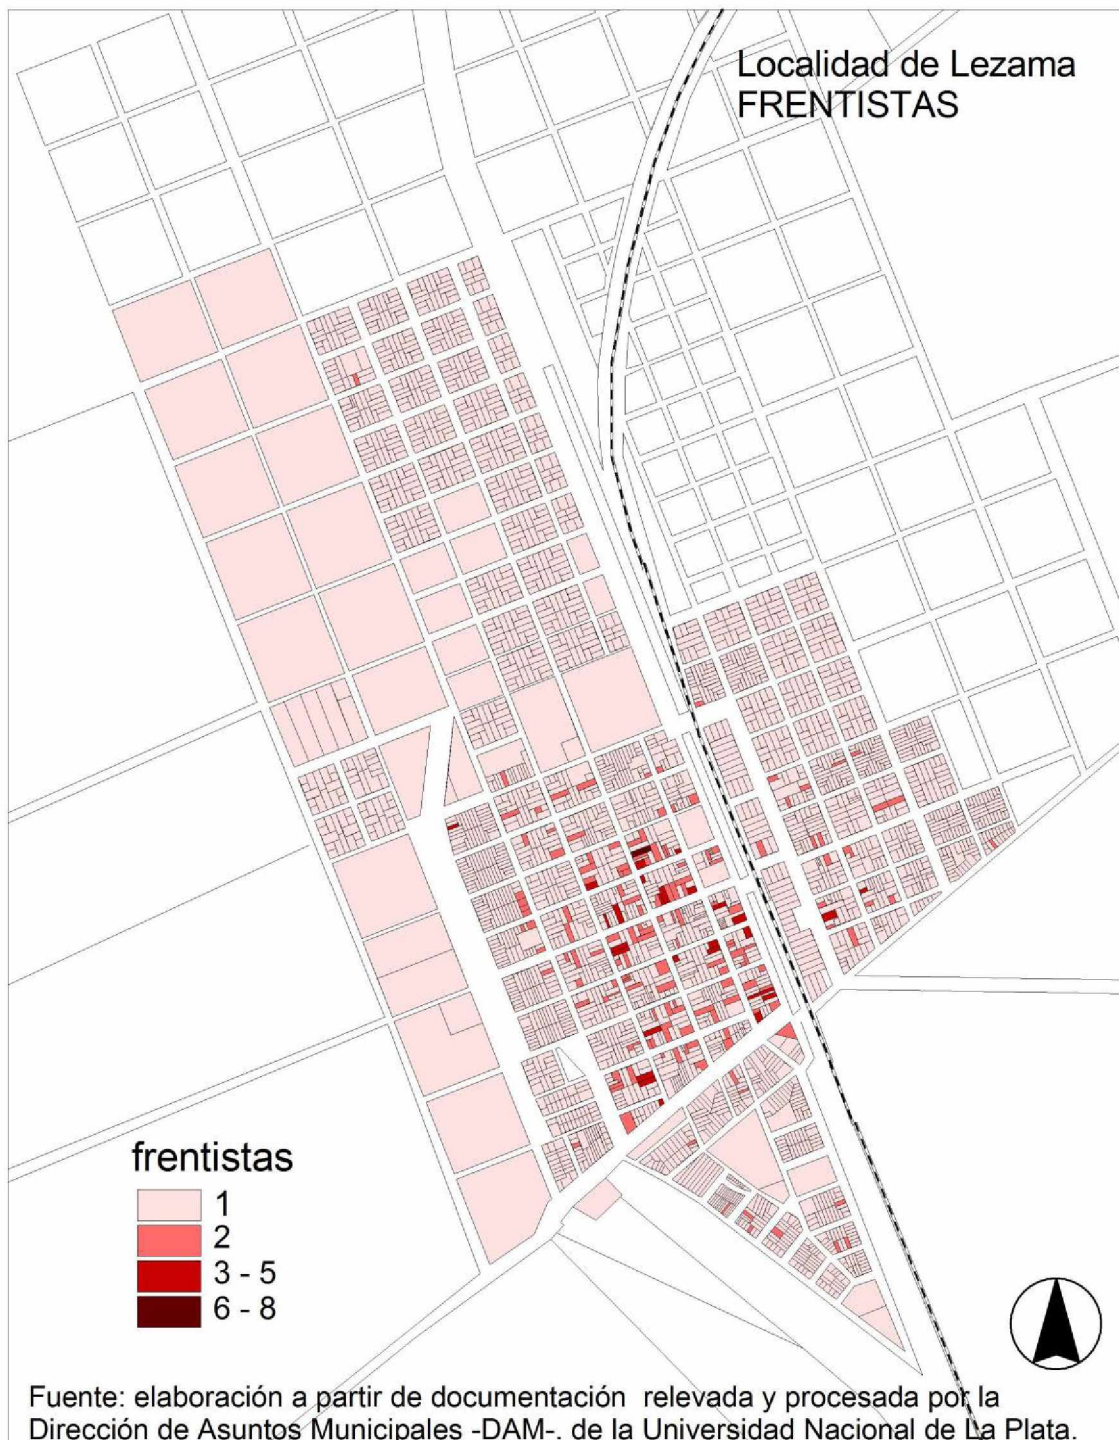 Localidad de Lezama
FRENTISTAS
frentistas
1
2
3 - 5
6 - 8
Fuente: elaboración a partir de documentación relevada y procesada por la
Dirección de Asuntos Municipales -DAM-. de la Universidad Nacional de La Plata.